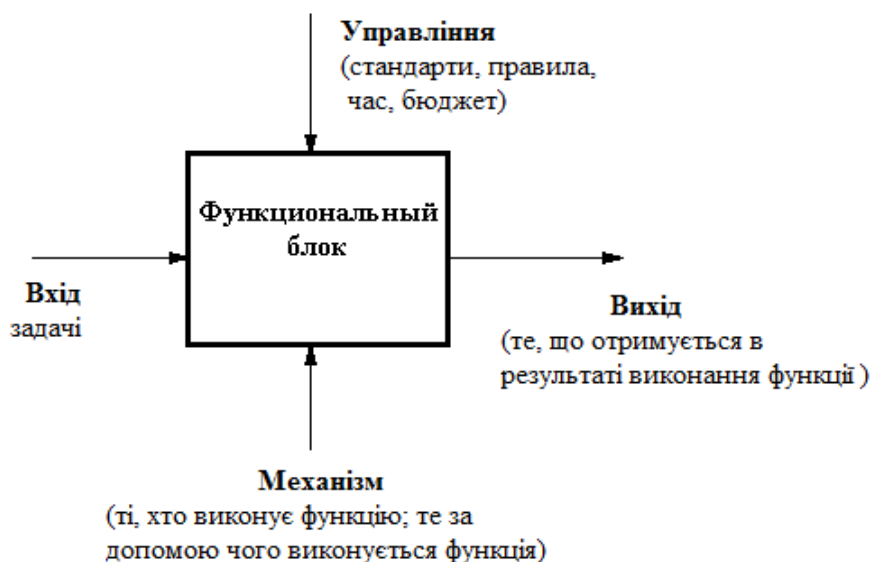 Управління
(стандарти, правила,
час, бюджет)
Функциональный
блок
Вхід
задачі
Вихід
(те, що отримується в
результаті виконання функції )
Механізм
(ті, хто виконує функцію; те за
допомою чого виконується функція)